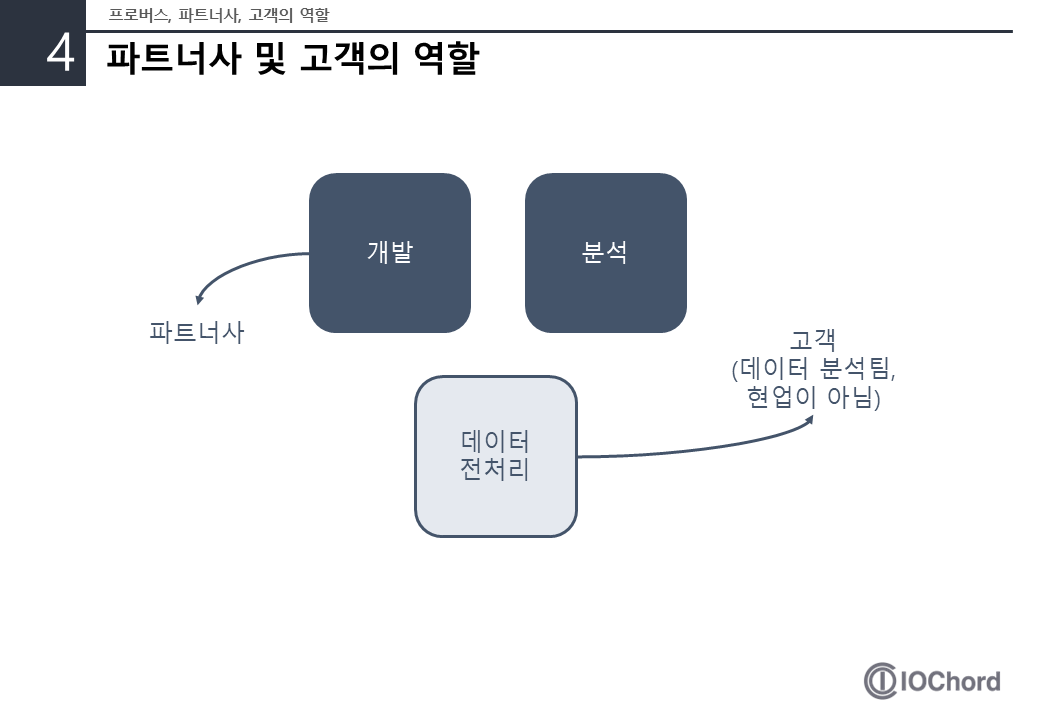 프로버스, 파트너사, 고객의 역할
4
파트너사 및 고객의 역할
개발
분석
파트너사
고객
(데이터 분석팀,
현업이 아님)
데이터
전처리
IOChord